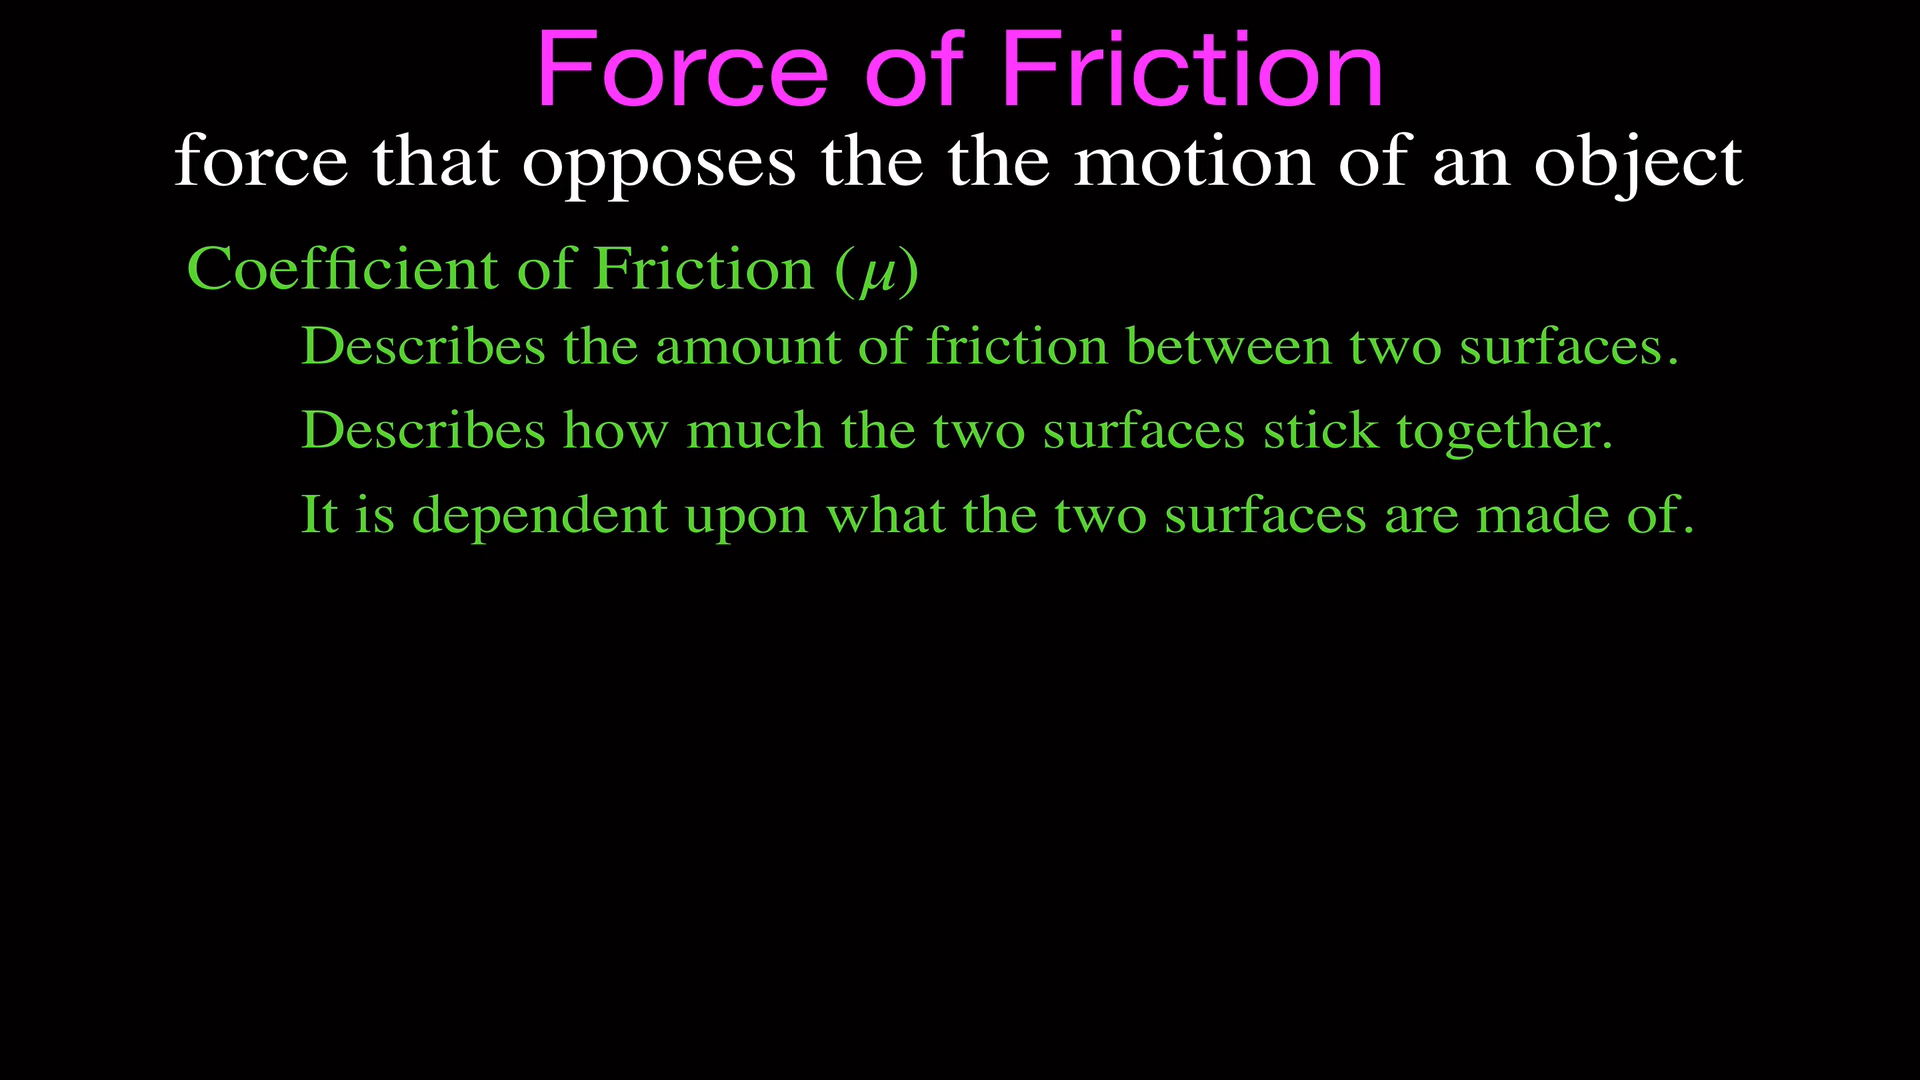 Force of Friction
force that opposes the the motion of an object
Coefficient of Friction (μ)
Describes the amount of friction between two surfaces.
Describes how much the two surfaces stick together.
It is dependent upon what the two surfaces are made of.